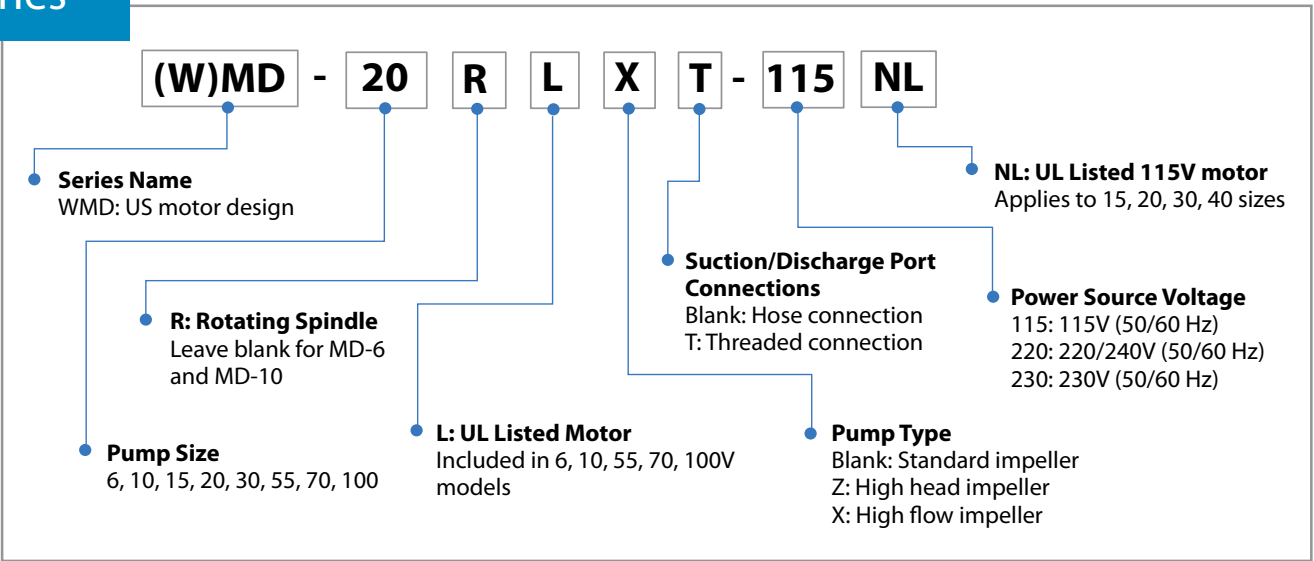 (W)MD - 20 R L X T - 115 NL
Series Name
WMD: US motor design
NL: UL Listed 115V motor
Applies to 15, 20, 30, 40 sizes
Suction/Discharge Port
Connections
Blank: Hose connection
T: Threaded connection
Power Source Voltage
115: 115V (50/60 Hz)
220: 220/240V (50/60 Hz)
230: 230V (50/60 Hz)
R: Rotating Spindle
Leave blank for MD-6
and MD-10
Pump Size
6, 10, 15, 20, 30, 55, 70, 100
L: UL Listed Motor
Included in 6, 10, 55, 70, 100V
models
Pump Type
Blank: Standard impeller
Z: High head impeller
X: High flow impeller